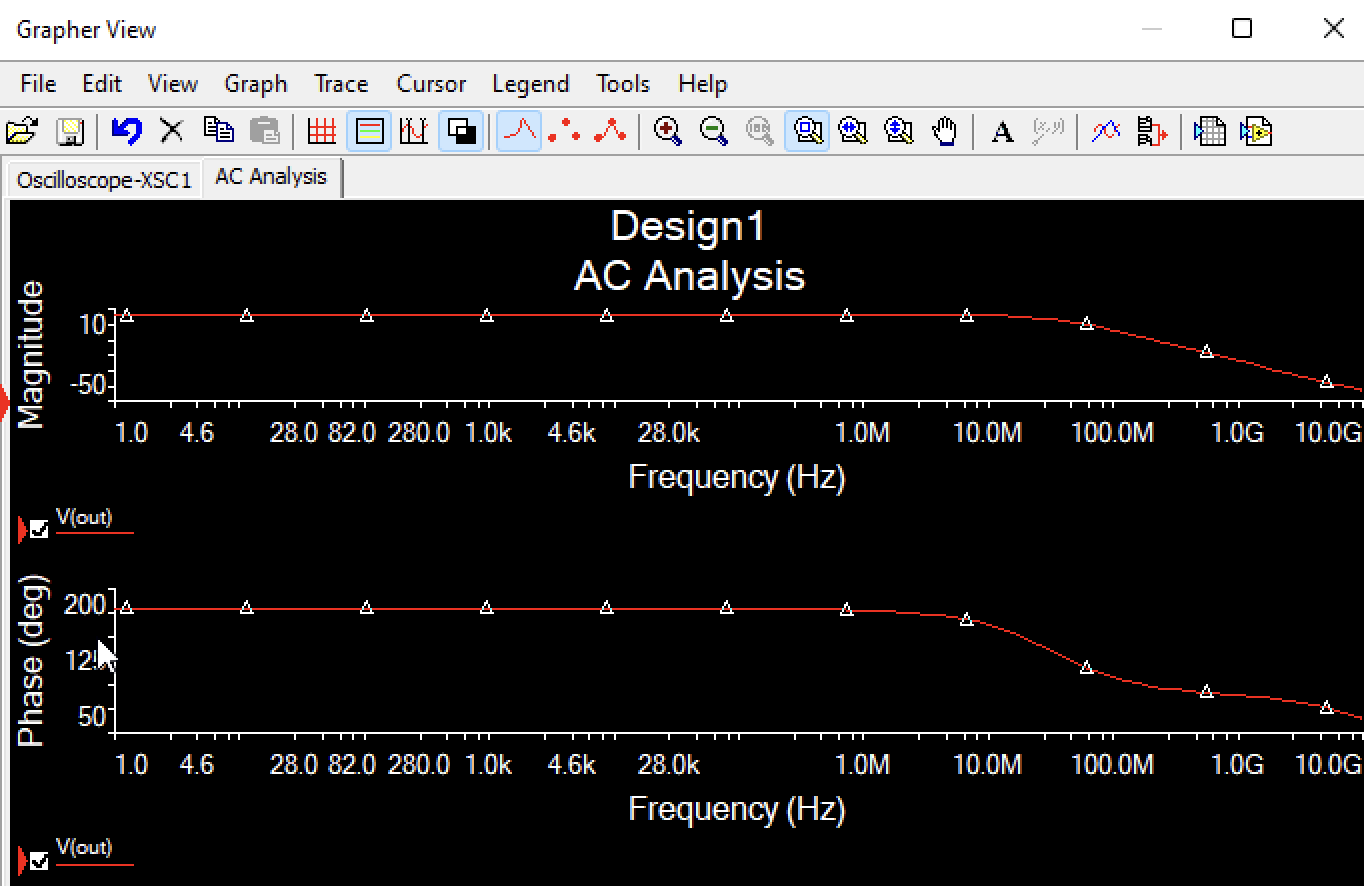 Grapher View
File Edit View Graph Trace Cursor Legend Tools Help
A
Oscilloscope-XSC1 AC Analysis
Design1
AC Analysis
Magnitude
10
-50
1.0 4.6 28.0 82.0 280.0 1.0k 4.6k 28.0k 1.0M 10.0M 100.0M 1.0G 10.0G
Frequency (Hz)
V(out)
Phase (deg)
200
50
1.0 4.6 28.0 82.0 280.0 1.0k 4.6k 28.0k 1.0M 10.0M 100.0M 1.0G 10.0G
Frequency (Hz)
V(out)